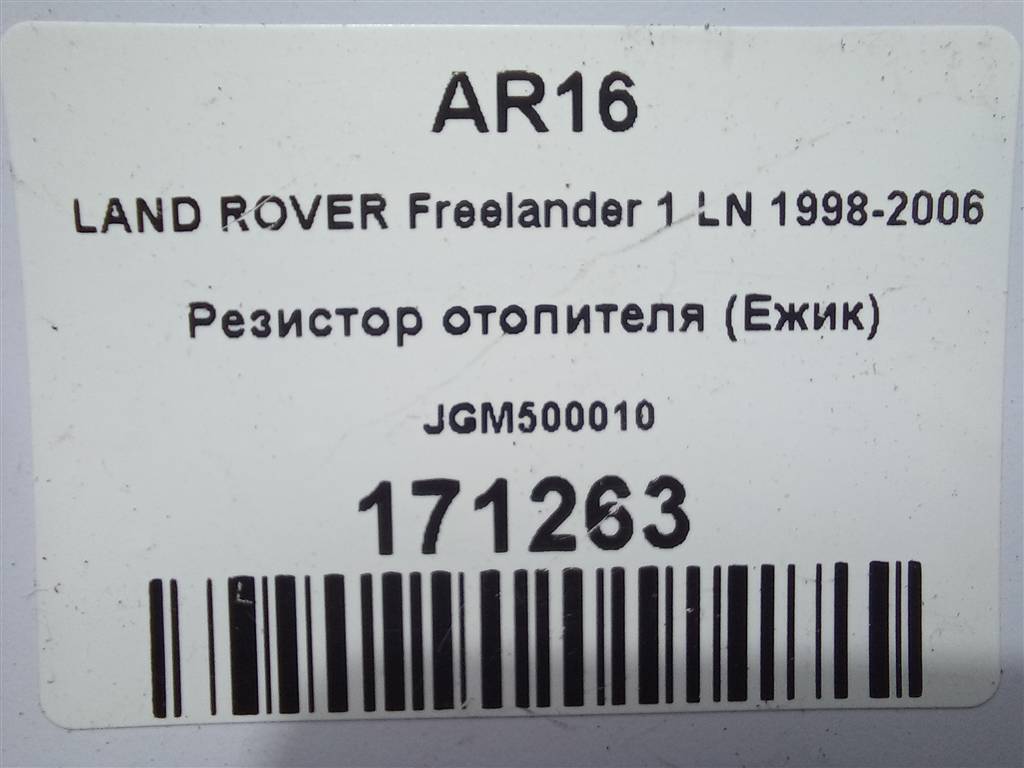 AR16
LAND ROVER Freelander 1 LN 1998-2006
Резистор отопителя (Ежик)
JGM500010
171263